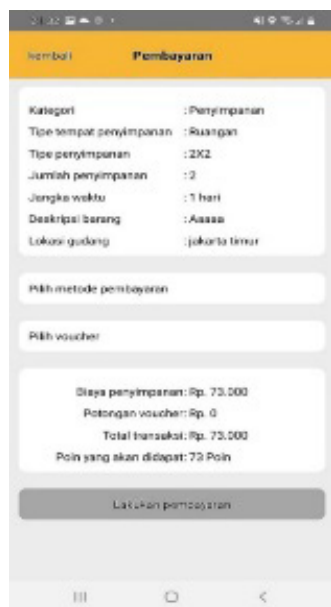 kembali Pembayaran
Kategori : Penyimpanan
Tipe tempat penyimpanan : Ruangan
Tipe penyimpanan : 2X2
Jumlah penyimpanan : 2
Jangka waktu : 1 hari
Deskripsi barang : Aaaaa
Lokasi gudang : jakarta timur
Pilih metode pembayaran
Pilih voucher
Biaya penyimpanan: Rp. 73.000
Potongan voucher: Rp. 0
Total transaksi: Rp. 73.000
Poin yang akan didapat: 73 Poin
Lakukan pembayaran